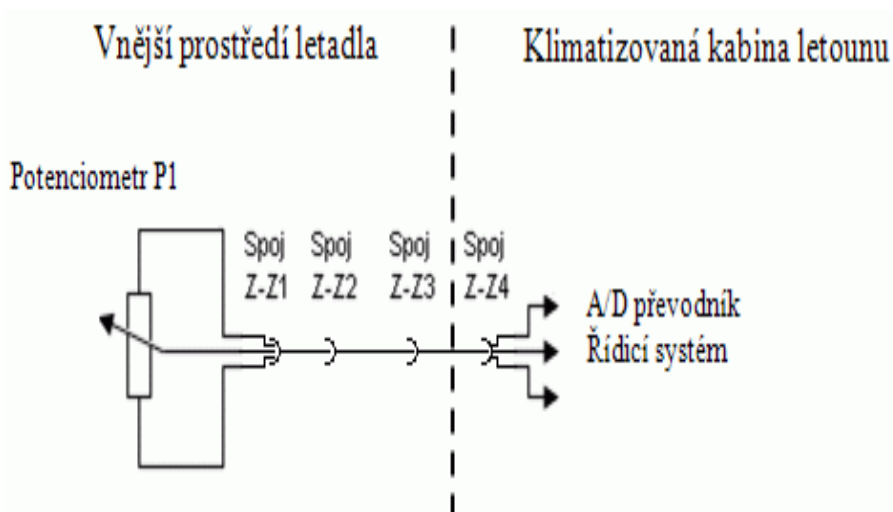 Vnější prostředí letadla
Klimatizovaná kabina letounu
Potenciometr P1
Spoj Spoj Spoj Spoj
Z-Z1 Z-Z2 Z-Z3 Z-Z4
A/D převodník
Řídicí systém